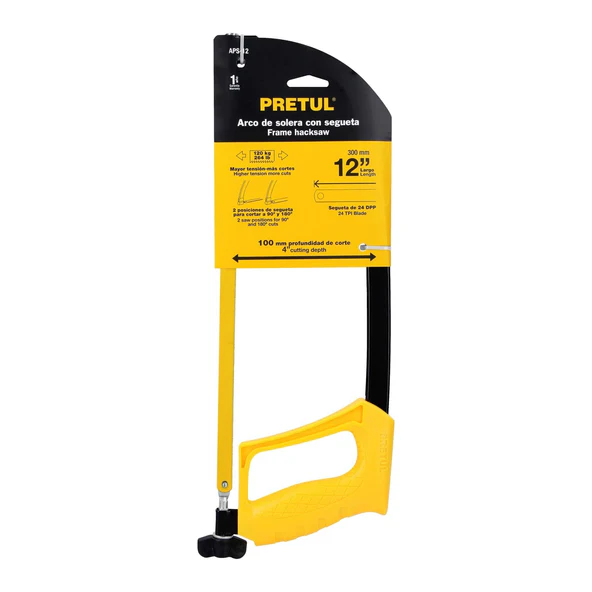 APS-12
1
PRETUL®
Arco de solera con segueta
Frame hacksaw
120 kg
264 lb
Mayor tensión-más cortes
Higher tension more cuts
2 posiciones de segueta
para cortar a 90° y 180°
2 saw positions for 90°
and 180° cuts
300 mm
12”
Largo
Length
Segueta de 24 DPP
24 TPI Blade
100 mm profundidad de corte
4" cutting depth
PRETUL